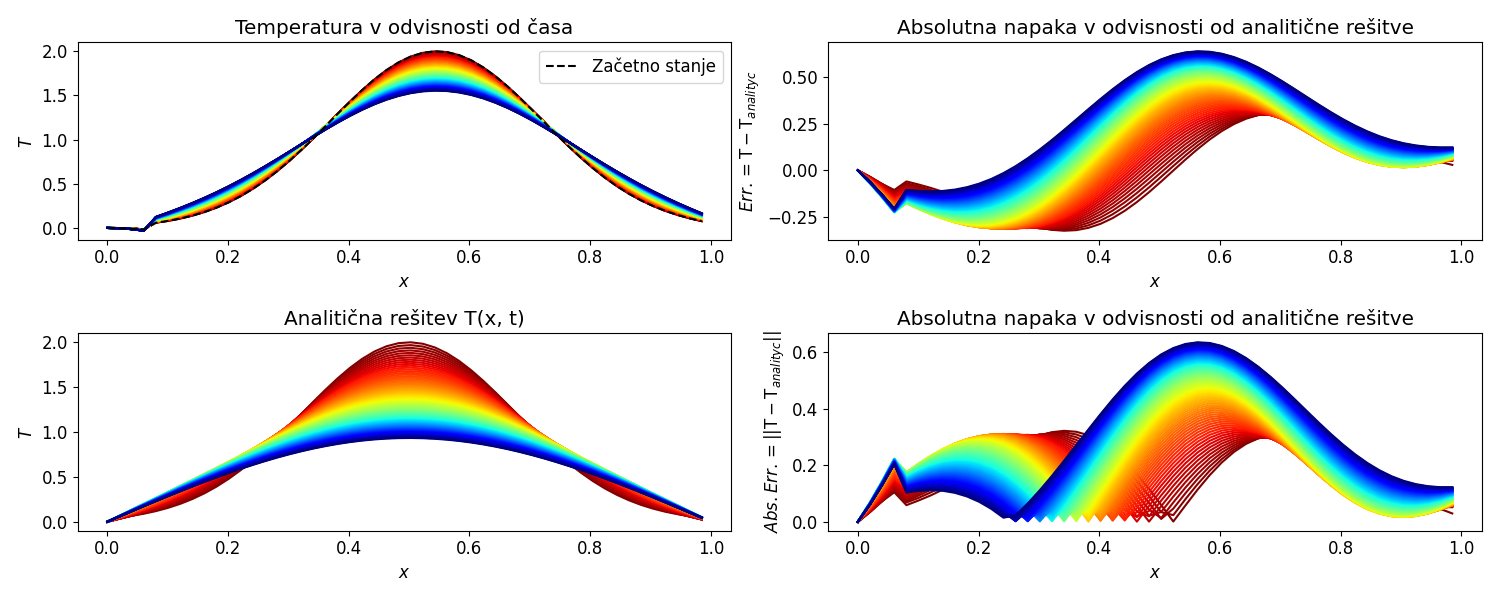 Temperatura v odvisnosti od časa
T
2.0
1.5
1.0
0.5
0.0
Začetno stanje
0.0 0.2 0.4 0.6 0.8 1.0
x
Absolutna napaka v odvisnosti od analitične rešitve
Err. = T − T_analityc
0.50
0.25
0.00
−0.25
0.0 0.2 0.4 0.6 0.8 1.0
x
Analitična rešitev T(x, t)
T
2.0
1.5
1.0
0.5
0.0
0.0 0.2 0.4 0.6 0.8 1.0
x
Absolutna napaka v odvisnosti od analitične rešitve
Abs. Err. = ||T − T_analityc||
0.6
0.4
0.2
0.0
0.0 0.2 0.4 0.6 0.8 1.0
x